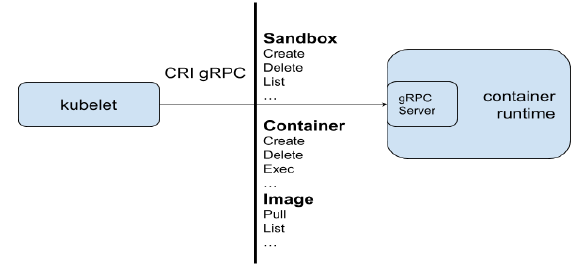 kubelet
CRI gRPC
Sandbox
Create
Delete
List
...
Container
Create
Delete
Exec
...
Image
Pull
List
...
gRPC
Server
container
runtime